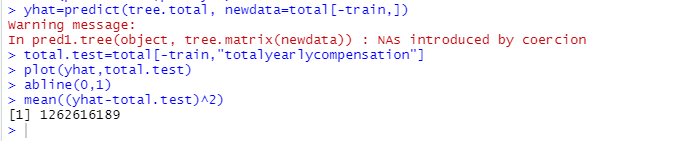 > yhat=predict(tree.total, newdata=total[-train,])
Warning message:
In pred1.tree(object, tree.matrix(newdata)) : NAs introduced by coercion
> total.test=total[-train,"totalyearlycompensation"]
> plot(yhat,total.test)
> abline(0,1)
> mean((yhat-total.test)^2)
[1] 1262616189
>